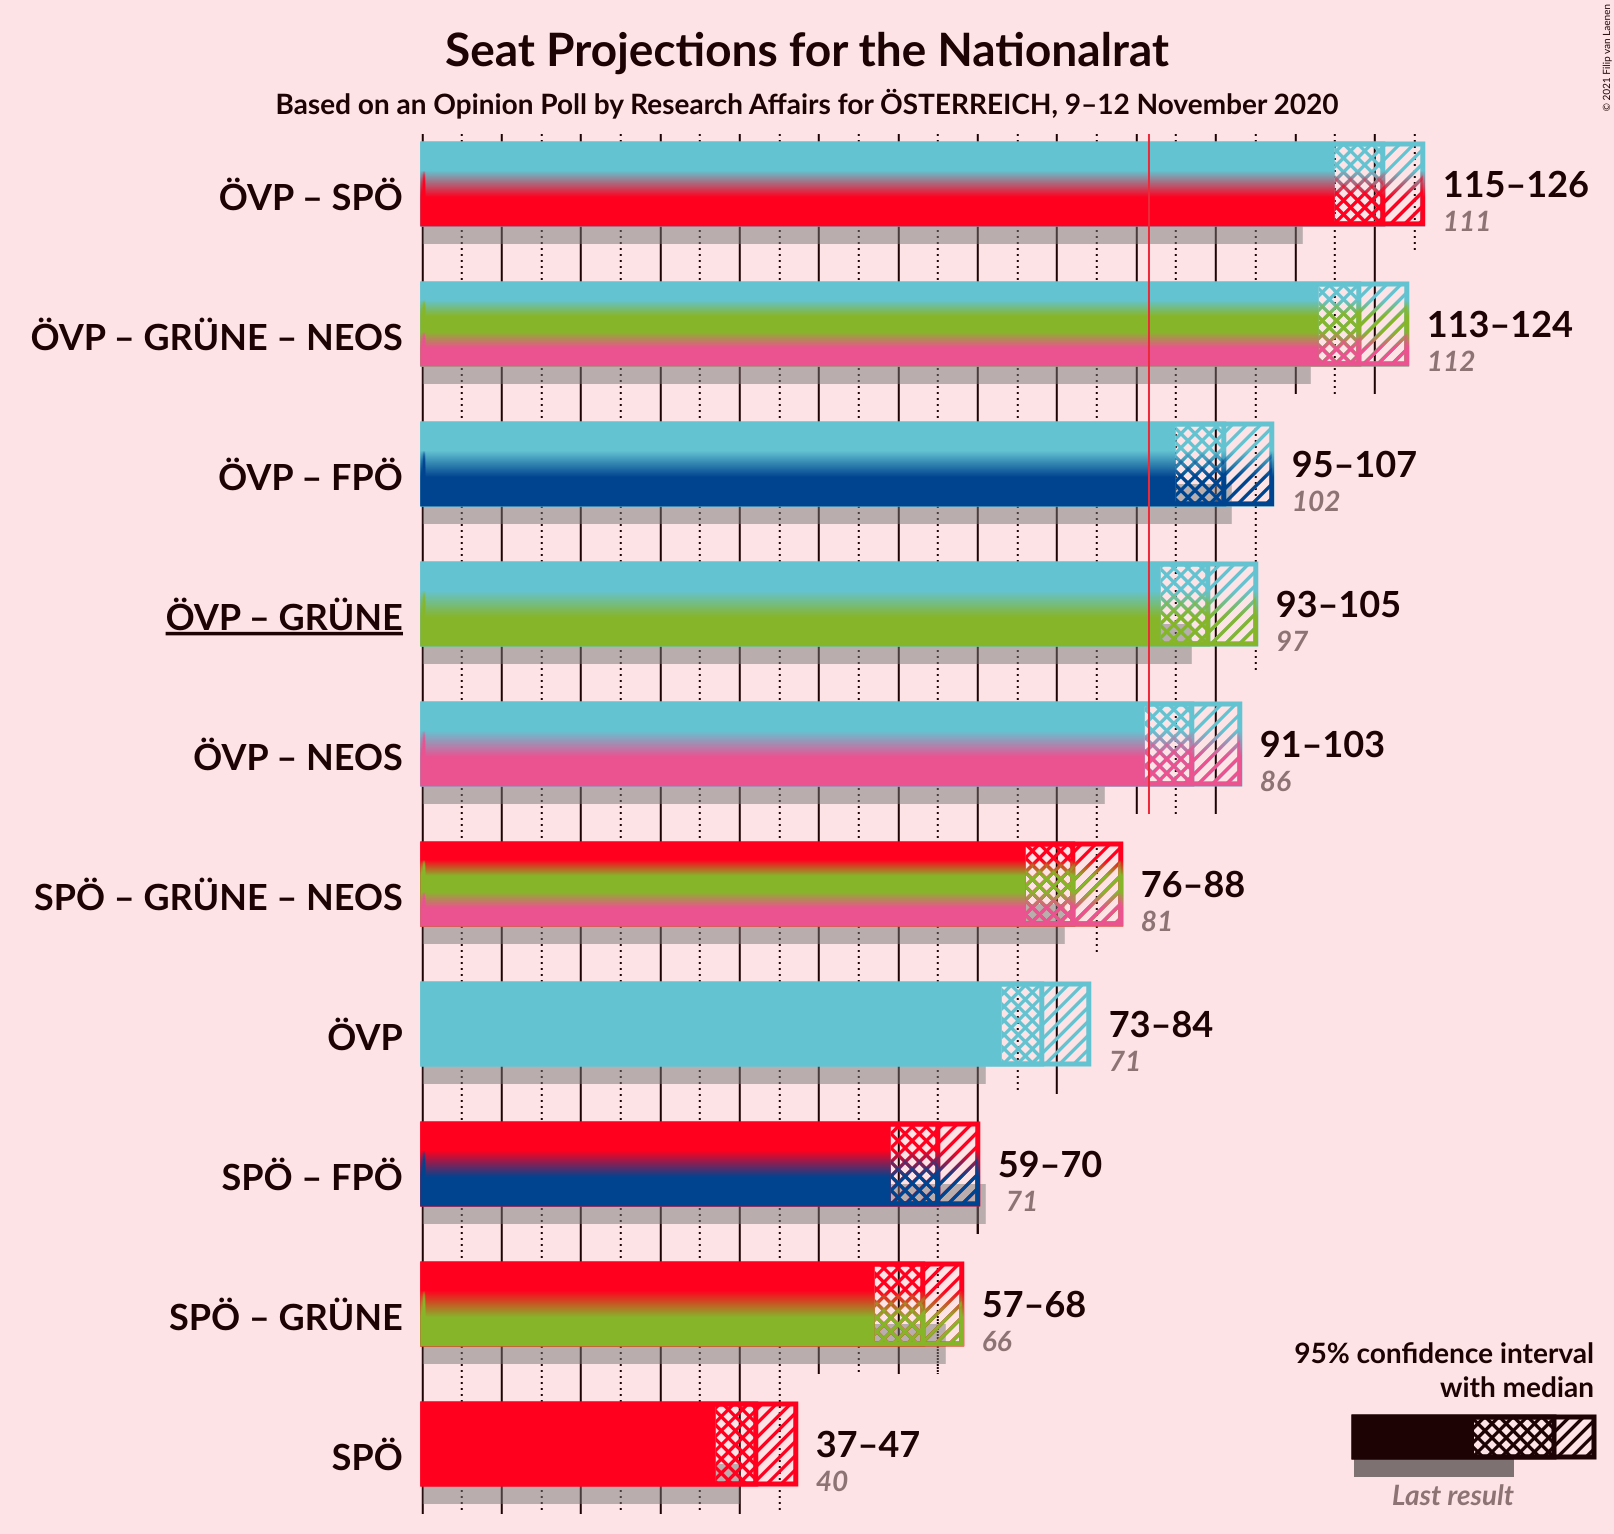 Seat Projections for the Nationalrat
Based on an Opinion Poll by Research Affairs for ÖSTERREICH, 9–12 November 2020
© 2021 Filip van Laenen
ÖVP – SPÖ
115–126
111
ÖVP – GRÜNE – NEOS
113–124
112
ÖVP – FPÖ
95–107
102
ÖVP – GRÜNE
93–105
97
ÖVP – NEOS
91–103
86
SPÖ – GRÜNE – NEOS
76–88
81
ÖVP
73–84
71
SPÖ – FPÖ
59–70
71
SPÖ – GRÜNE
57–68
66
SPÖ
37–47
40
95% confidence interval
with median
Last result